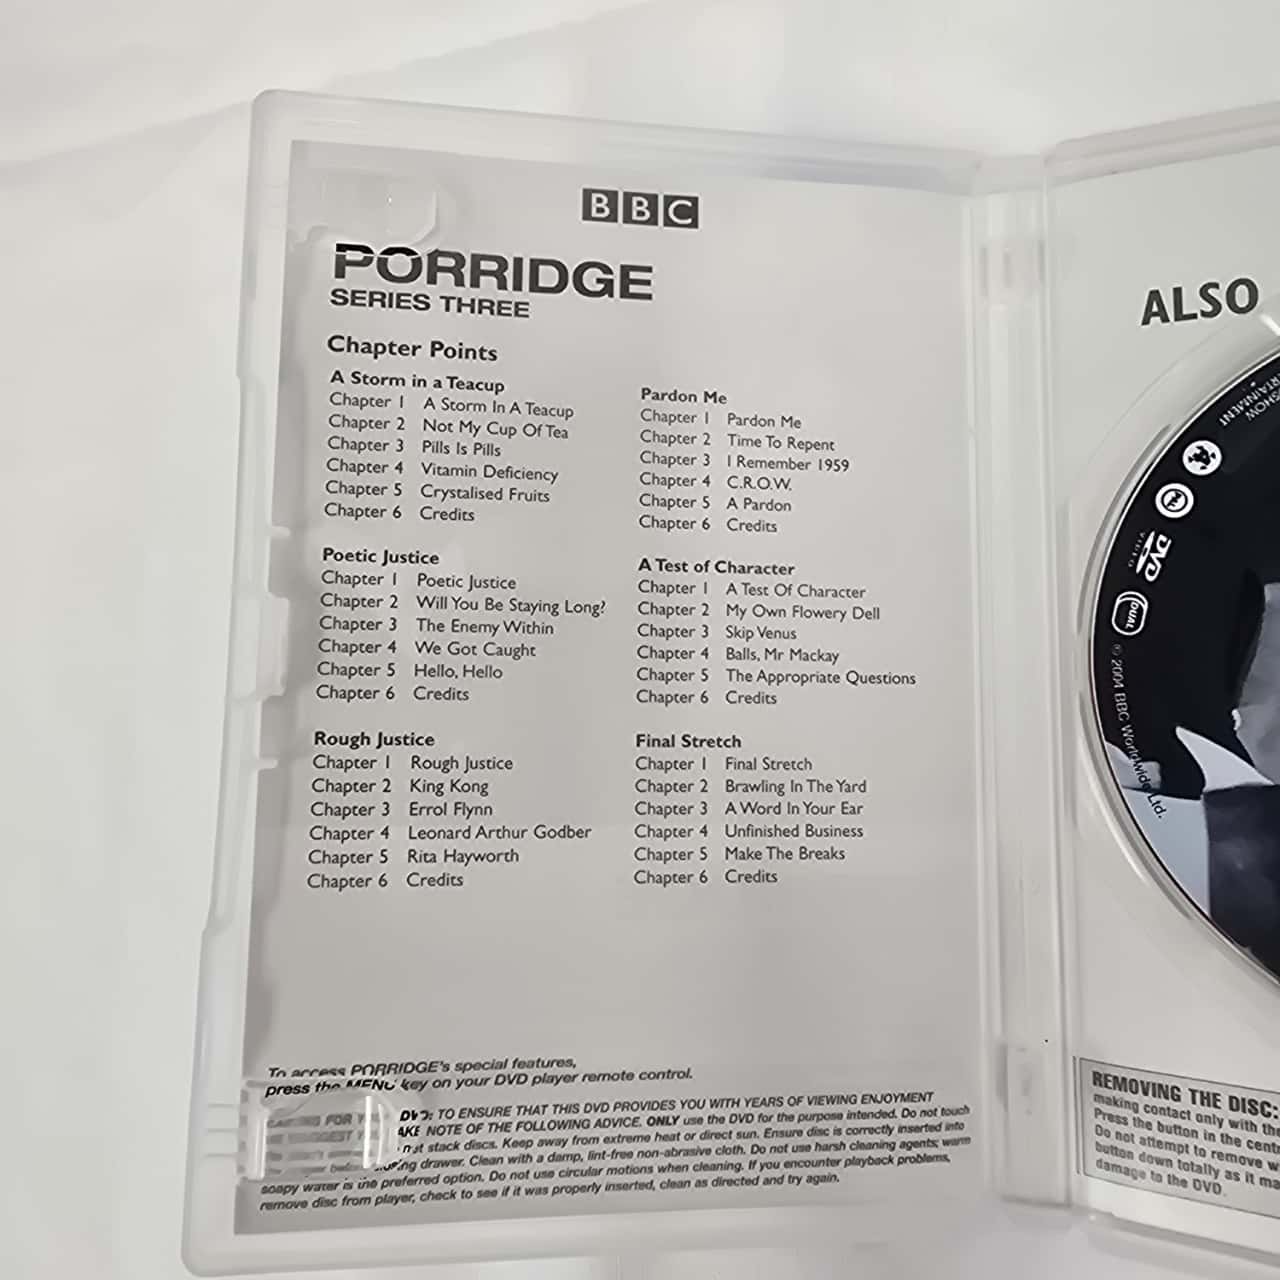 BBC
PORRIDGE
SERIES THREE
Chapter Points
A Storm in a Teacup
Chapter 1 A Storm In A Teacup
Chapter 2 Not My Cup Of Tea
Chapter 3 Pills Is Pills
Chapter 4 Vitamin Deficiency
Chapter 5 Crystalised Fruits
Chapter 6 Credits
Poetic Justice
Chapter 1 Poetic Justice
Chapter 2 Will You Be Staying Long?
Chapter 3 The Enemy Within
Chapter 4 We Got Caught
Chapter 5 Hello, Hello
Chapter 6 Credits
Rough Justice
Chapter 1 Rough Justice
Chapter 2 King Kong
Chapter 3 Errol Flynn
Chapter 4 Leonard Arthur Godber
Chapter 5 Rita Hayworth
Chapter 6 Credits
Pardon Me
Chapter 1 Pardon Me
Chapter 2 Time To Repent
Chapter 3 I Remember 1959
Chapter 4 C.R.O.W.
Chapter 5 A Pardon
Chapter 6 Credits
A Test of Character
Chapter 1 A Test Of Character
Chapter 2 My Own Flowery Dell
Chapter 3 Skip Venus
Chapter 4 Balls, Mr Mackay
Chapter 5 The Appropriate Questions
Chapter 6 Credits
Final Stretch
Chapter 1 Final Stretch
Chapter 2 Brawling In The Yard
Chapter 3 A Word In Your Ear
Chapter 4 Unfinished Business
Chapter 5 Make The Breaks
Chapter 6 Credits
To access PORRIDGE's special features,
press the MENU key on your DVD player remote control.
FOR DVD: TO ENSURE THAT THIS DVD PROVIDES YOU WITH YEARS OF VIEWING ENJOYMENT
NOTE OF THE FOLLOWING ADVICE. ONLY use the DVD for the purpose intended. Do not touch
stack discs. Keep away from extreme heat or direct sun. Ensure disc is correctly inserted into
drawer. Clean with a damp, lint-free non-abrasive cloth. Do not use harsh cleaning agents; warm
soapy water is the preferred option. Do not use circular motions when cleaning. If you encounter playback problems,
remove disc from player, check to see if it was properly inserted, clean as directed and try again.
ALSO
DVD
VIDEO
DUAL
© 2004 BBC Worldwide Ltd.
REMOVING THE DISC:
making contact only with the
Press the button in the
Do not attempt to remove
button down totally as it
damage to the DVD.